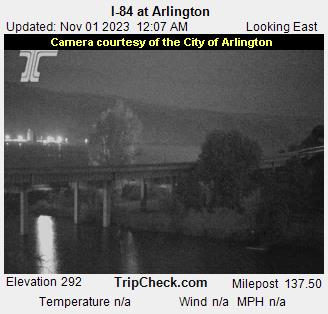 I-84 at Arlington
Updated: Nov 01 2023 12:07 AM Looking East
Camera courtesy of the City of Arlington
Elevation 292 TripCheck.com Milepost 137.50
Temperature n/a Wind n/a MPH n/a